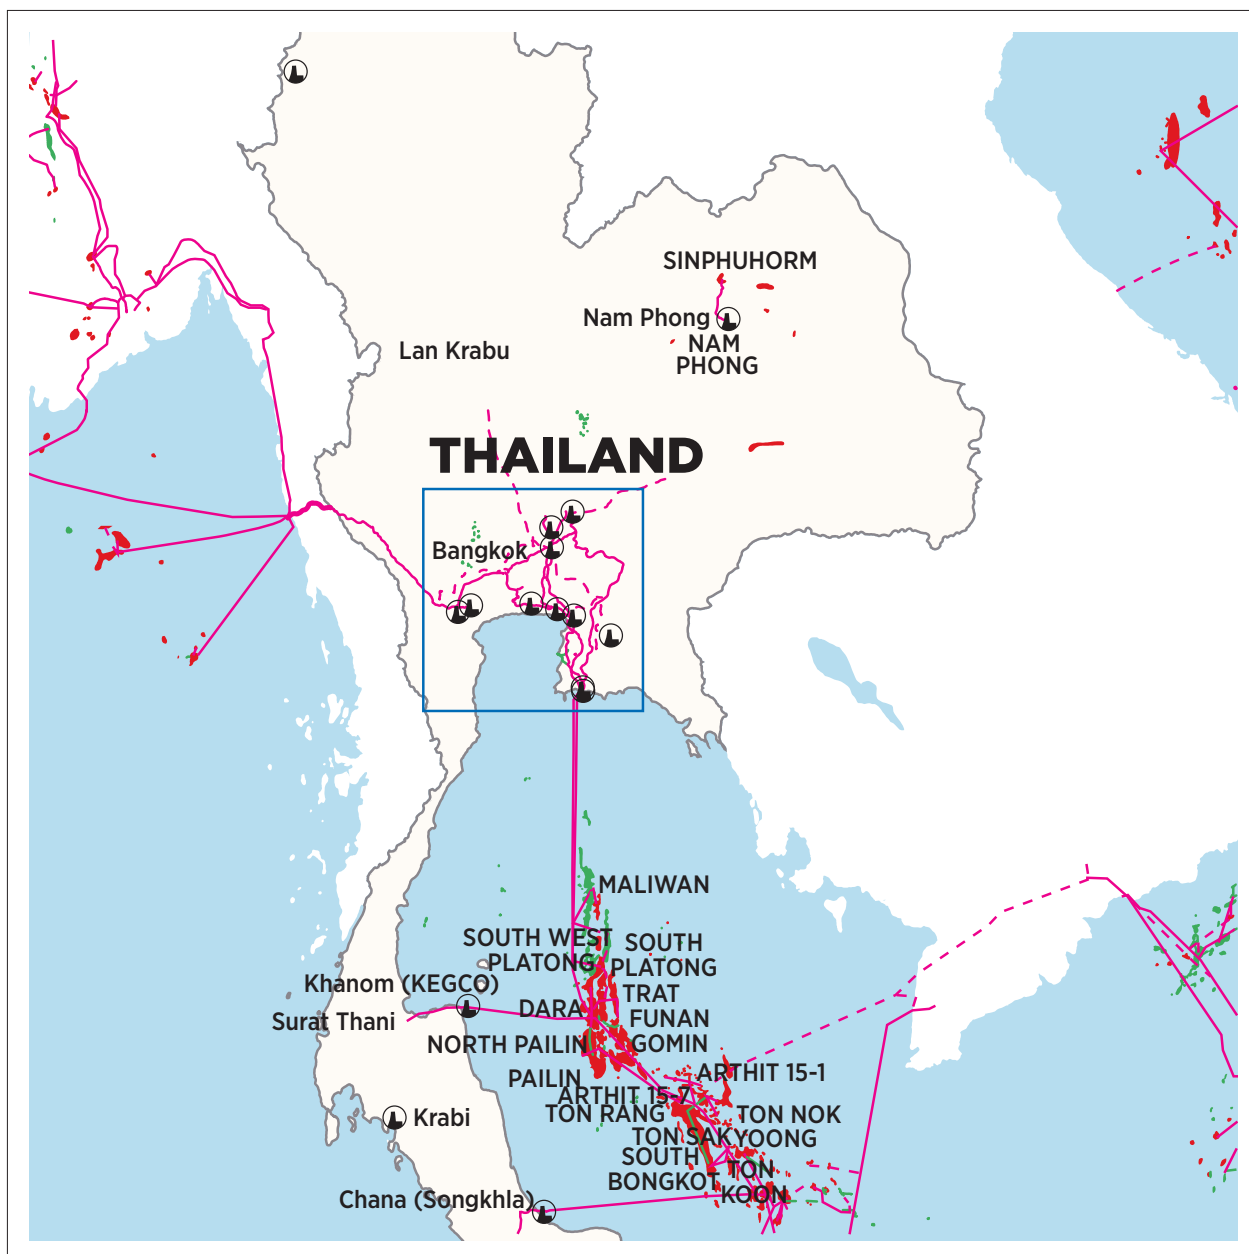 SINPHUHORM
Nam Phong
NAM
PHONG
Lan Krabu
THAILAND
Bangkok
MALIWAN
SOUTH WEST
PLATONG
SOUTH
PLATONG
Khanom (KEGCO)
TRAT
DARA
Surat Thani
FUNAN
NORTH PAILIN
GOMIN
PAILIN
ARTHIT 15-1
ARTHIT 15-7
TON RANG
TON NOK
YOONG
Krabi
TON SAK
SOUTH
BONGKOT
TON
KOON
Chana (Songkhla)